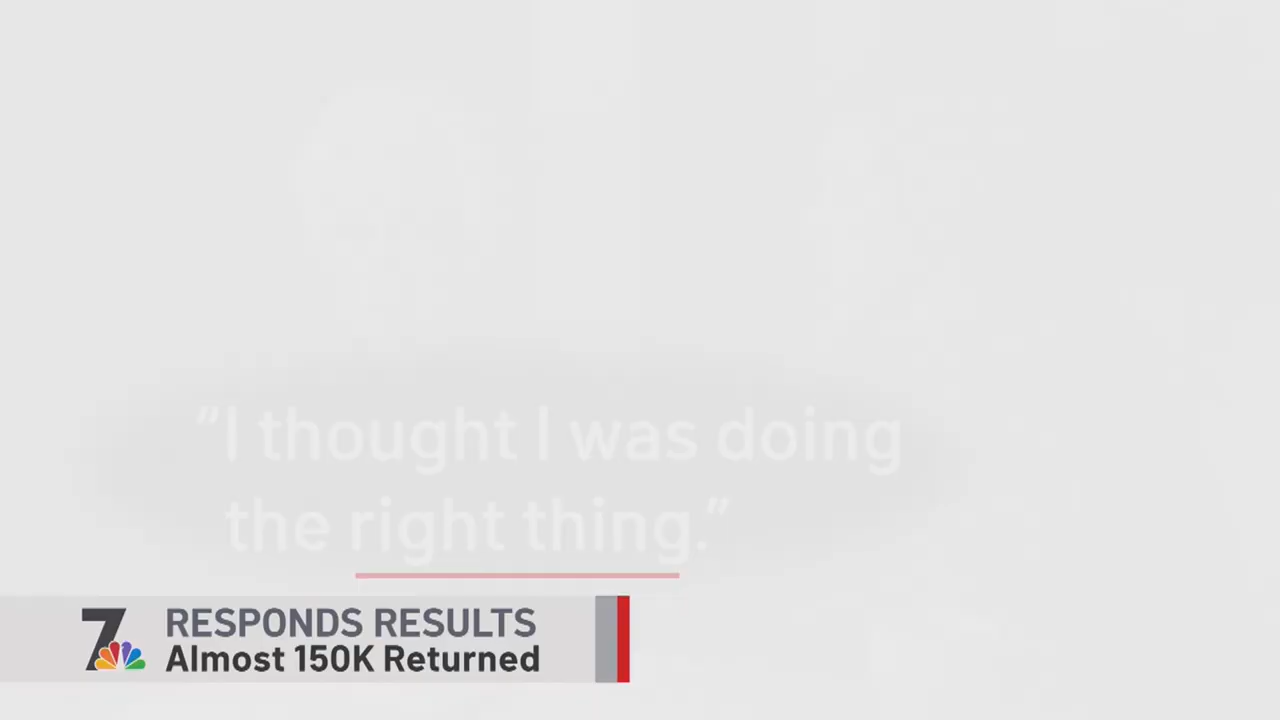 “I thought I was doing
the right thing.”
7
RESPONDS RESULTS
Almost 150K Returned